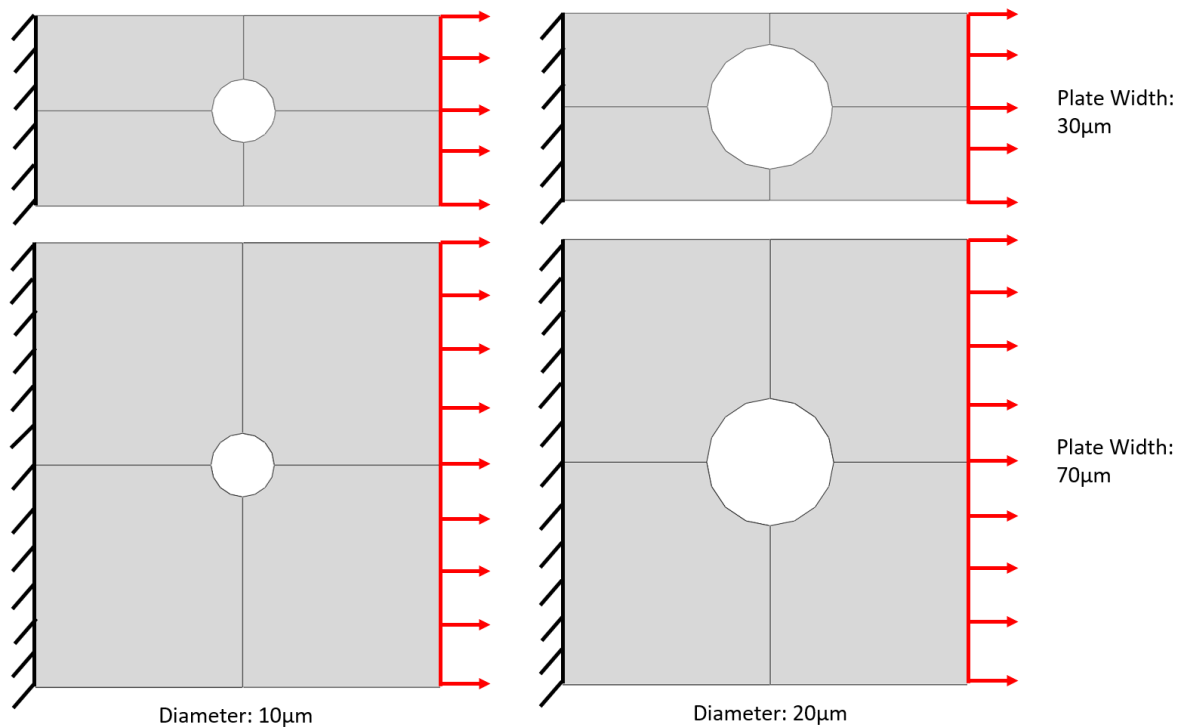 Plate Width:
30μm
Plate Width:
70μm
Diameter: 10μm
Diameter: 20μm